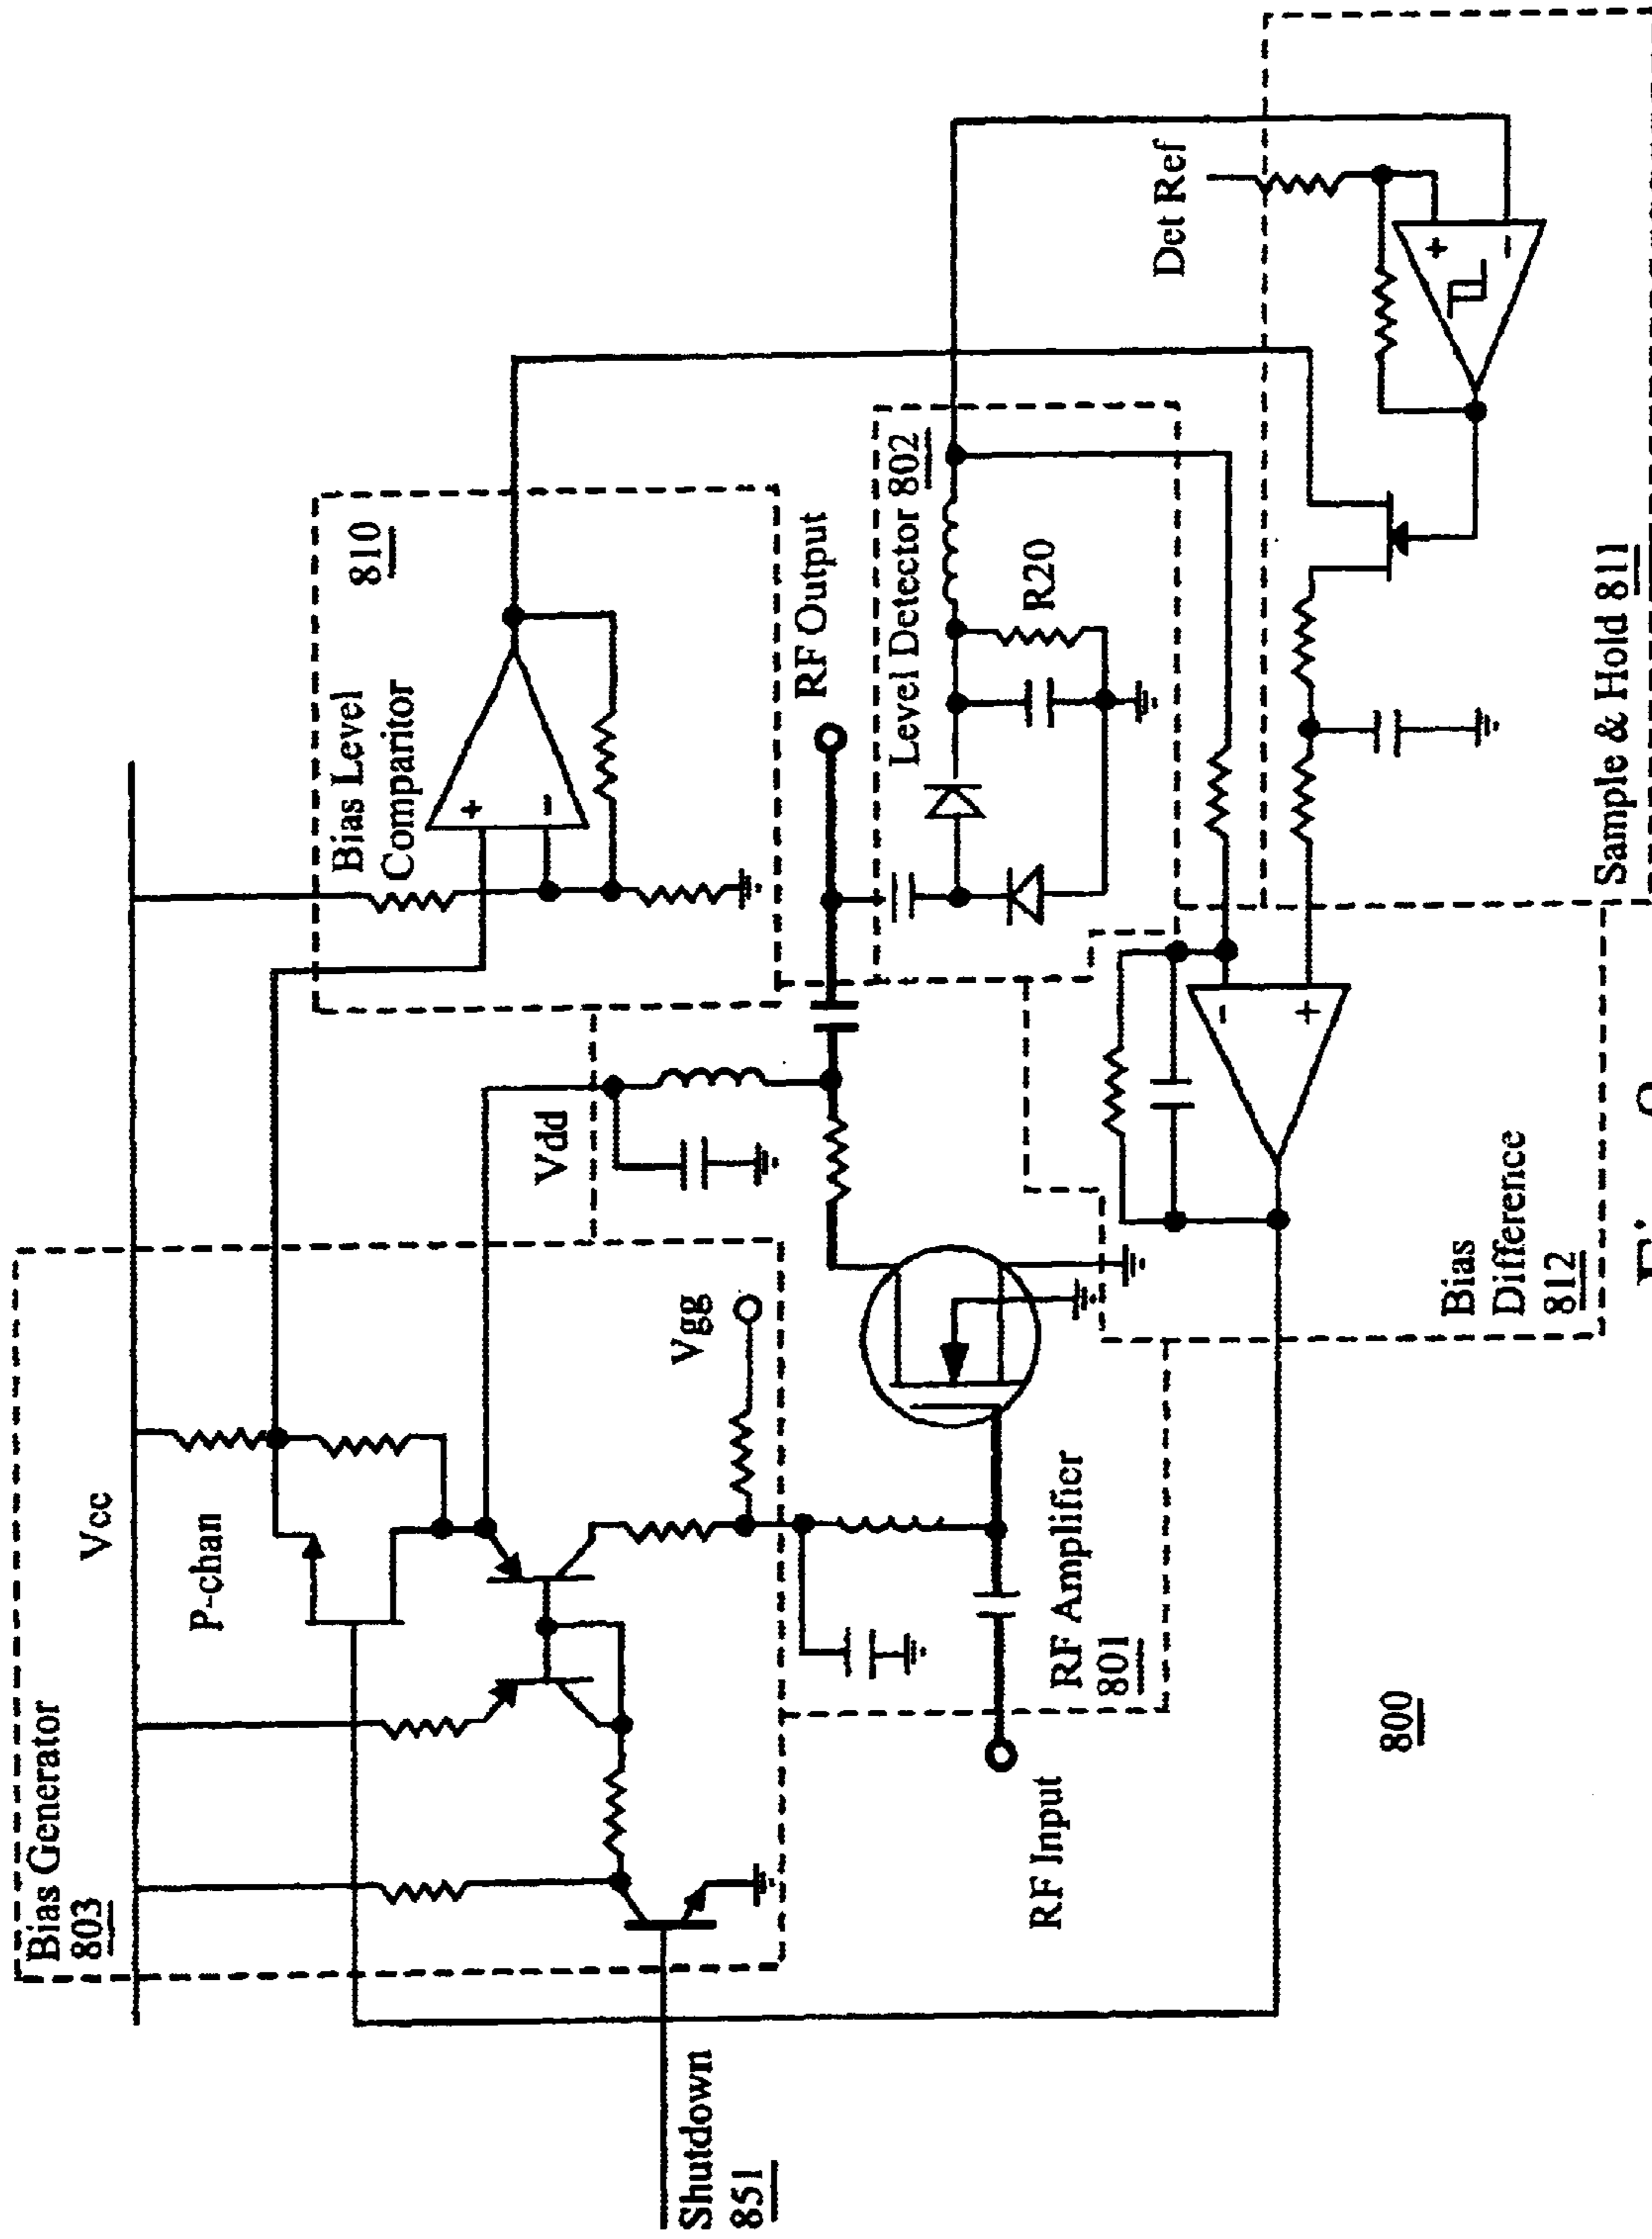 Bias Generator
803
Vcc
P-chan
Vdd
Vgg
Bias Level
Comparitor
810
+
-
RF Output
Level Detector 802
R20
Det Ref
+
-
Shutdown
851
RF Input
RF Amplifier
801
-
+
Bias
Difference
812
Sample & Hold 811
800